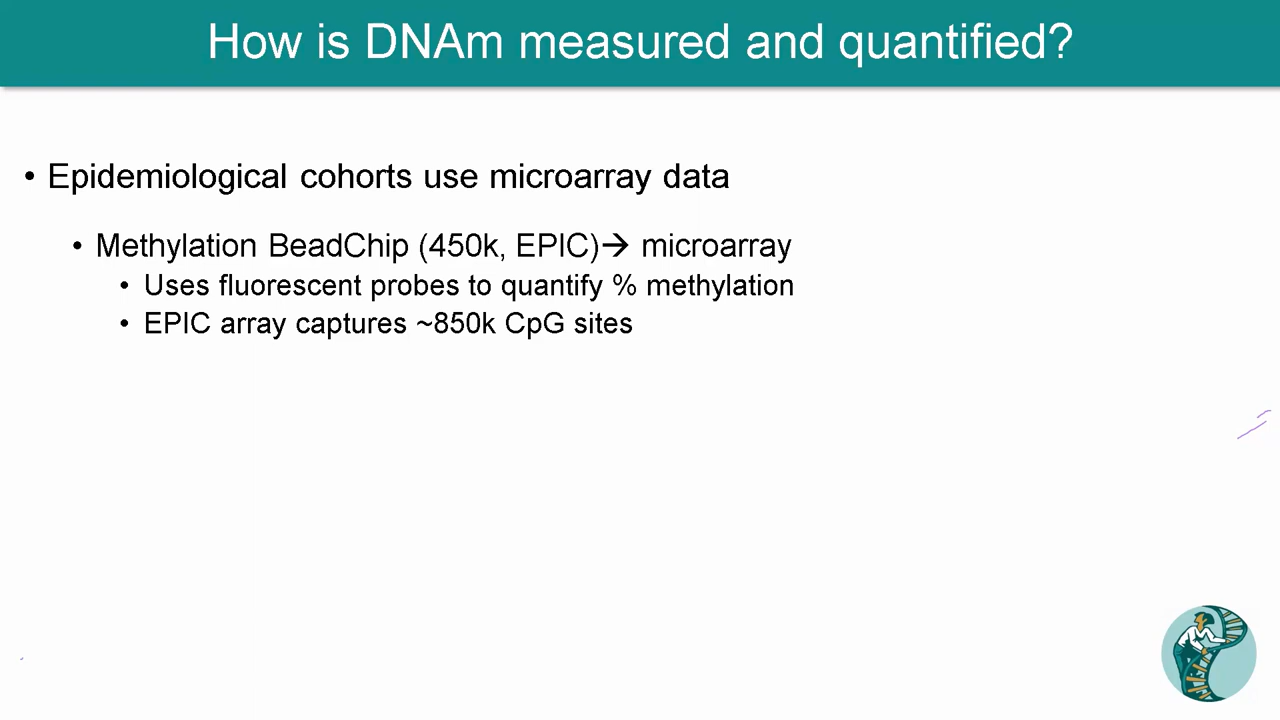 How is DNAm measured and quantified?
• Epidemiological cohorts use microarray data
• Methylation BeadChip (450k, EPIC)→ microarray
• Uses fluorescent probes to quantify % methylation
• EPIC array captures ~850k CpG sites